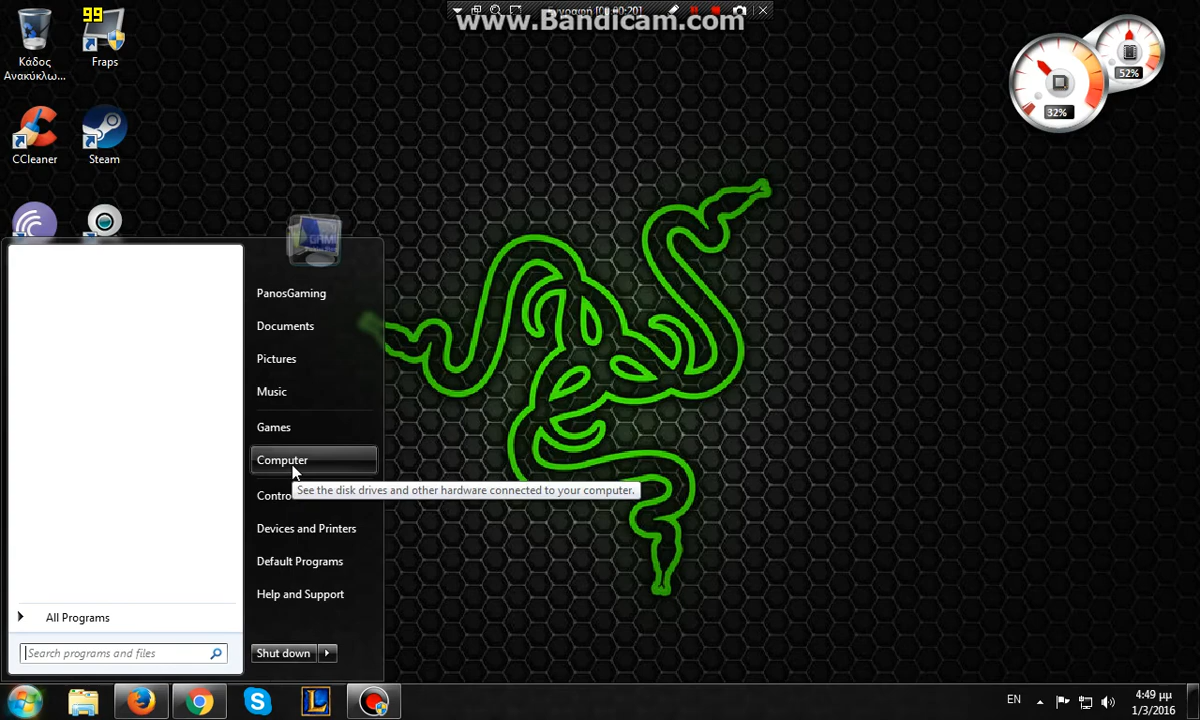 www.Bandicam.com
99
Κάδος
Ανακύκλω...
Fraps
CCleaner
Steam
52%
32%
PanosGaming
Documents
Pictures
Music
Games
Computer
See the disk drives and other hardware connected to your computer.
Devices and Printers
Default Programs
Help and Support
All Programs
Search programs and files
Shut down
EN
4:49 μμ
1/3/2016